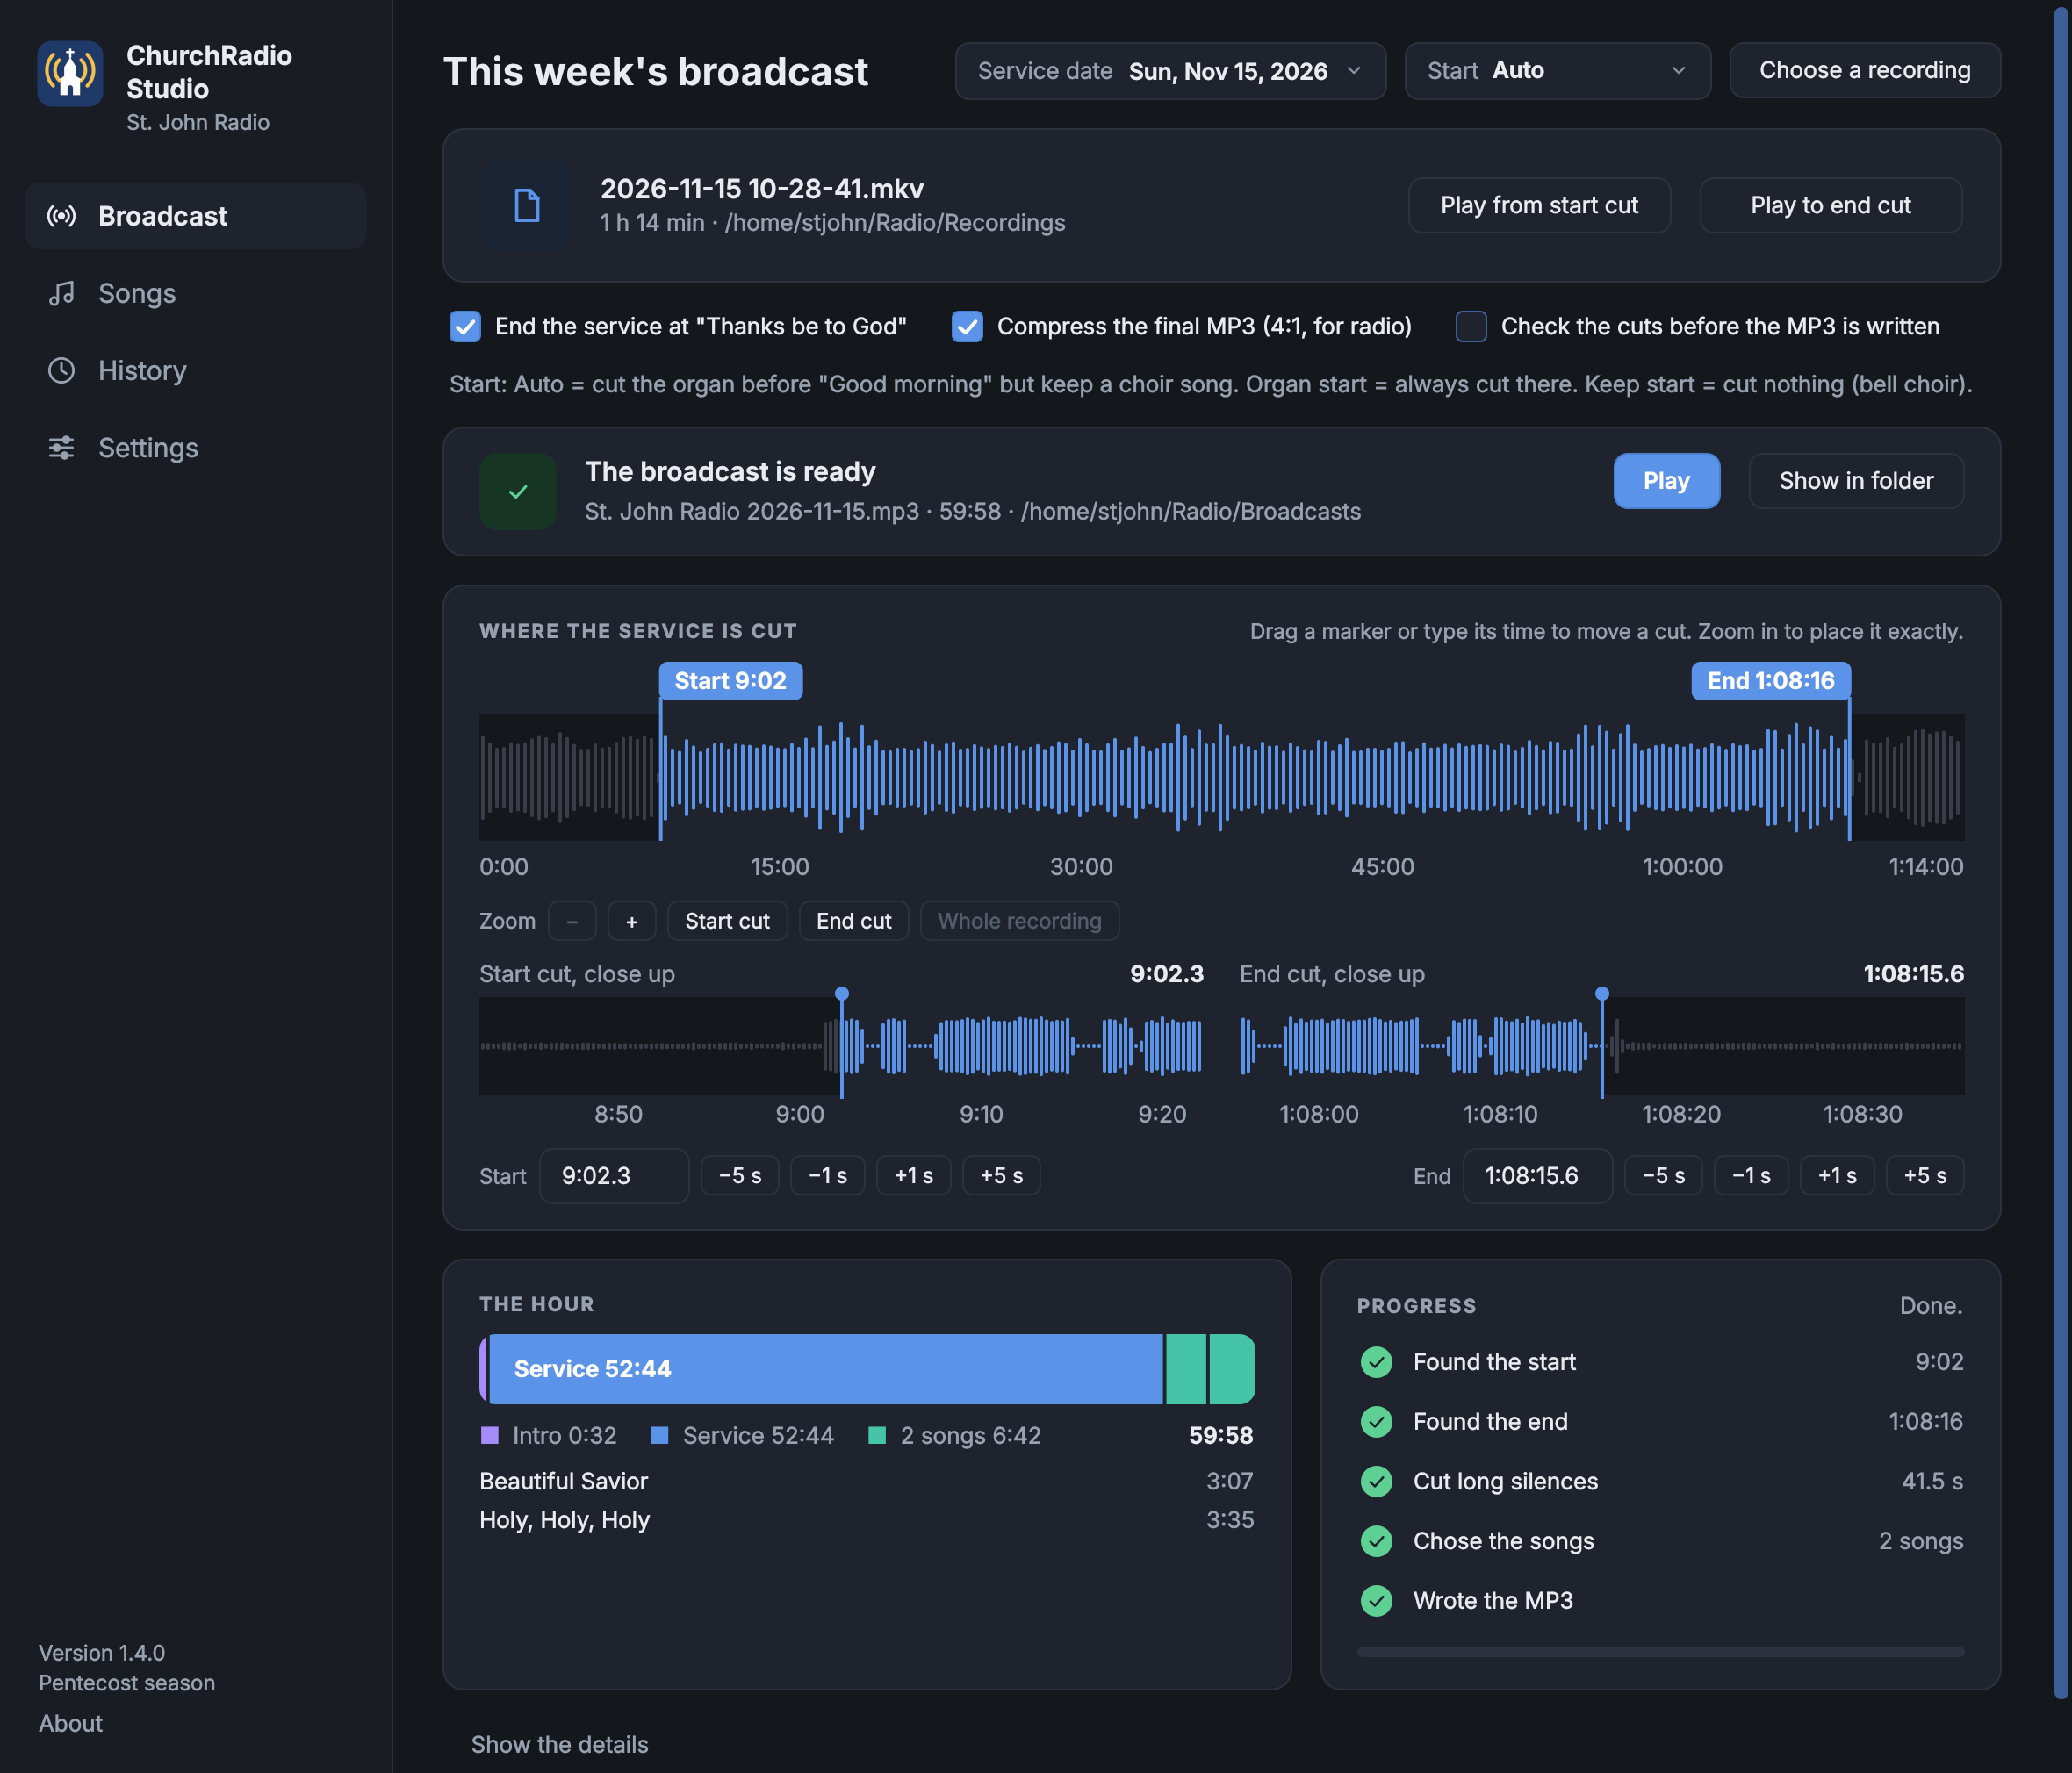 ChurchRadio
Studio
St. John Radio
Broadcast
Songs
History
Settings
Version 1.4.0
Pentecost season
About
This week's broadcast
Service date Sun, Nov 15, 2026
Start Auto
Choose a recording
2026-11-15 10-28-41.mkv
1 h 14 min · /home/stjohn/Radio/Recordings
Play from start cut
Play to end cut
End the service at "Thanks be to God"
Compress the final MP3 (4:1, for radio)
Check the cuts before the MP3 is written
Start: Auto = cut the organ before "Good morning" but keep a choir song. Organ start = always cut there. Keep start = cut nothing (bell choir).
The broadcast is ready
St. John Radio 2026-11-15.mp3 · 59:58 · /home/stjohn/Radio/Broadcasts
Play
Show in folder
WHERE THE SERVICE IS CUT
Drag a marker or type its time to move a cut. Zoom in to place it exactly.
Start 9:02
End 1:08:16
0:00 15:00 30:00 45:00 1:00:00 1:14:00
Zoom − + Start cut End cut Whole recording
Start cut, close up 9:02.3
End cut, close up 1:08:15.6
8:50 9:00 9:10 9:20
1:08:00 1:08:10 1:08:20 1:08:30
Start 9:02.3 −5 s −1 s +1 s +5 s
End 1:08:15.6 −5 s −1 s +1 s +5 s
THE HOUR
Service 52:44
Intro 0:32 Service 52:44 2 songs 6:42 59:58
Beautiful Savior 3:07
Holy, Holy, Holy 3:35
PROGRESS Done.
Found the start 9:02
Found the end 1:08:16
Cut long silences 41.5 s
Chose the songs 2 songs
Wrote the MP3
Show the details